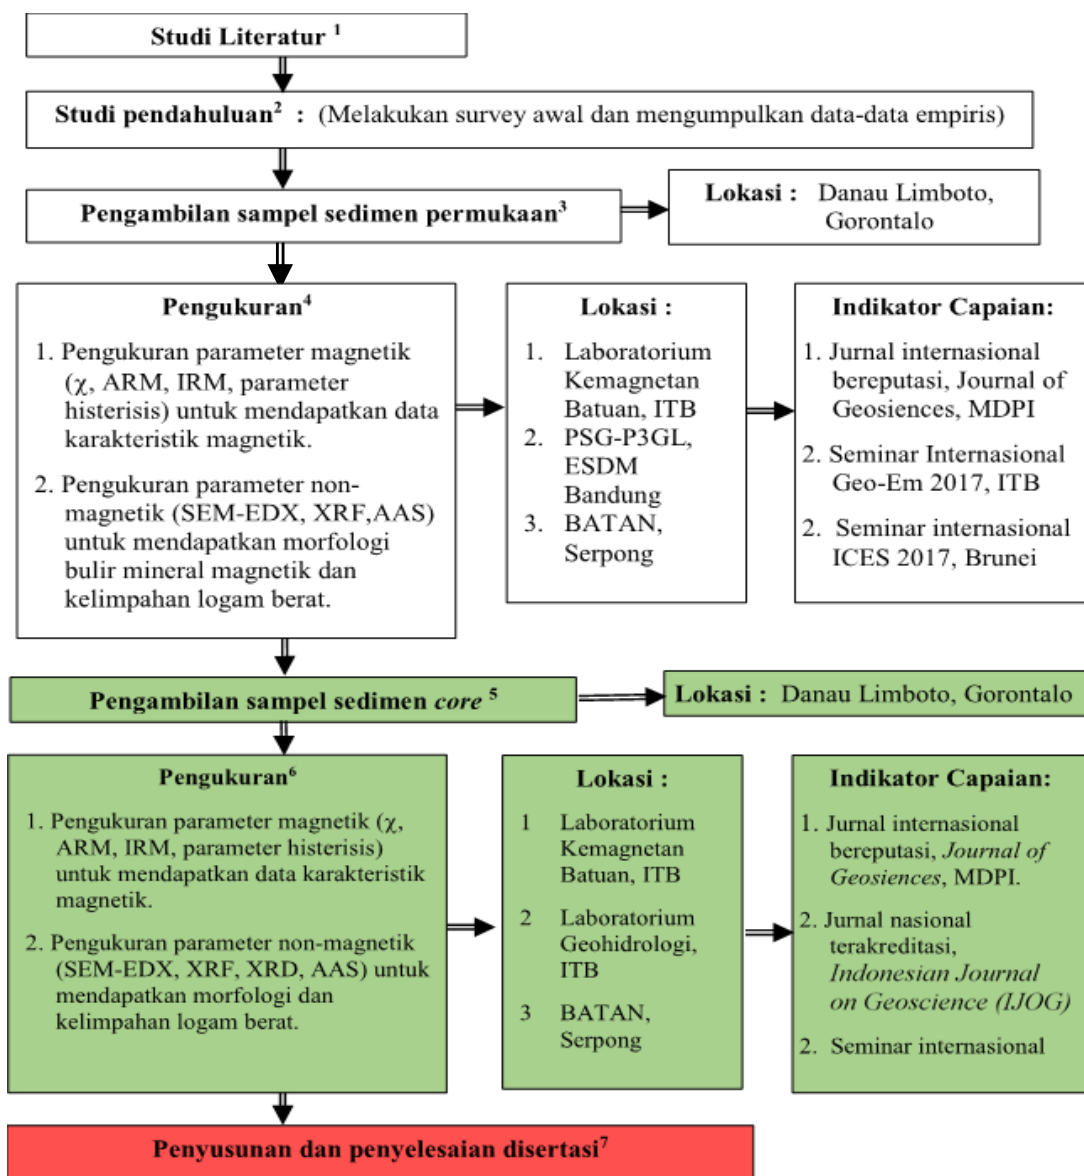 Studi Literatur ¹
Studi pendahuluan² : (Melakukan survey awal dan mengumpulkan data-data empiris)
Pengambilan sampel sedimen permukaan³
Lokasi : Danau Limboto,
Gorontalo
Pengukuran⁴
1. Pengukuran parameter magnetik
(χ, ARM, IRM, parameter
histerisis) untuk mendapatkan data
karakteristik magnetik.
2. Pengukuran parameter non-
magnetik (SEM-EDX, XRF,AAS)
untuk mendapatkan morfologi
bulir mineral magnetik dan
kelimpahan logam berat.
Lokasi :
1. Laboratorium
Kemagnetan
Batuan, ITB
2. PSG-P3GL,
ESDM
Bandung
3. BATAN,
Serpong
Indikator Capaian:
1. Jurnal internasional
bereputasi, Journal of
Geosiences, MDPI
2. Seminar Internasional
Geo-Em 2017, ITB
2. Seminar internasional
ICES 2017, Brunei
Pengambilan sampel sedimen core ⁵
Lokasi : Danau Limboto, Gorontalo
Pengukuran⁶
1. Pengukuran parameter magnetik (χ,
ARM, IRM, parameter histerisis)
untuk mendapatkan data karakteristik
magnetik.
2. Pengukuran parameter non-magnetik
(SEM-EDX, XRF, XRD, AAS) untuk
mendapatkan morfologi dan
kelimpahan logam berat.
Lokasi :
1 Laboratorium
Kemagnetan
Batuan, ITB
2 Laboratorium
Geohidrologi,
ITB
3 BATAN,
Serpong
Indikator Capaian:
1. Jurnal internasional
bereputasi, Journal of
Geosiences, MDPI.
2. Jurnal nasional
terakreditasi,
Indonesian Journal
on Geoscience (IJOG)
2. Seminar internasional
Penyusunan dan penyelesaian disertasi⁷